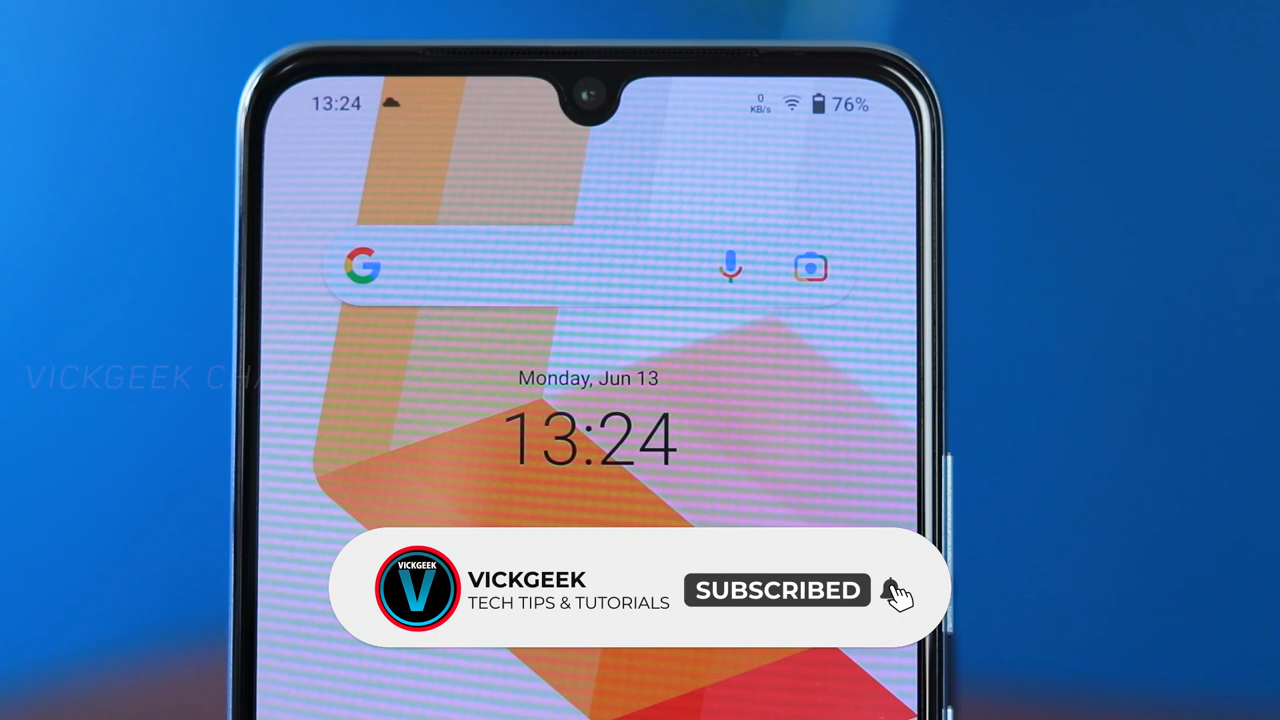 13:24
0
KB/s
76%
Monday, Jun 13
13:24
VICKGEEK
VICKGEEK
V
TECH TIPS & TUTORIALS
SUBSCRIBED